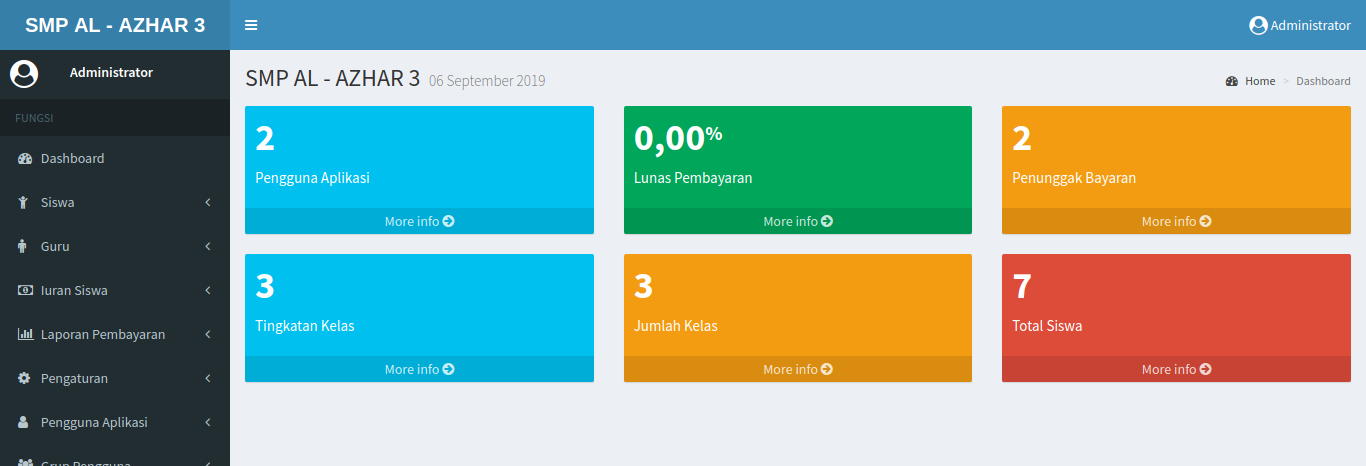 SMP AL - AZHAR 3
Administrator
Administrator
FUNGSI
Dashboard
Siswa
Guru
Iuran Siswa
Laporan Pembayaran
Pengaturan
Pengguna Aplikasi
Grup Pengguna
SMP AL - AZHAR 3 06 September 2019
Home > Dashboard
2
Pengguna Aplikasi
More info
0,00%
Lunas Pembayaran
More info
2
Penunggak Bayaran
More info
3
Tingkatan Kelas
More info
3
Jumlah Kelas
More info
7
Total Siswa
More info